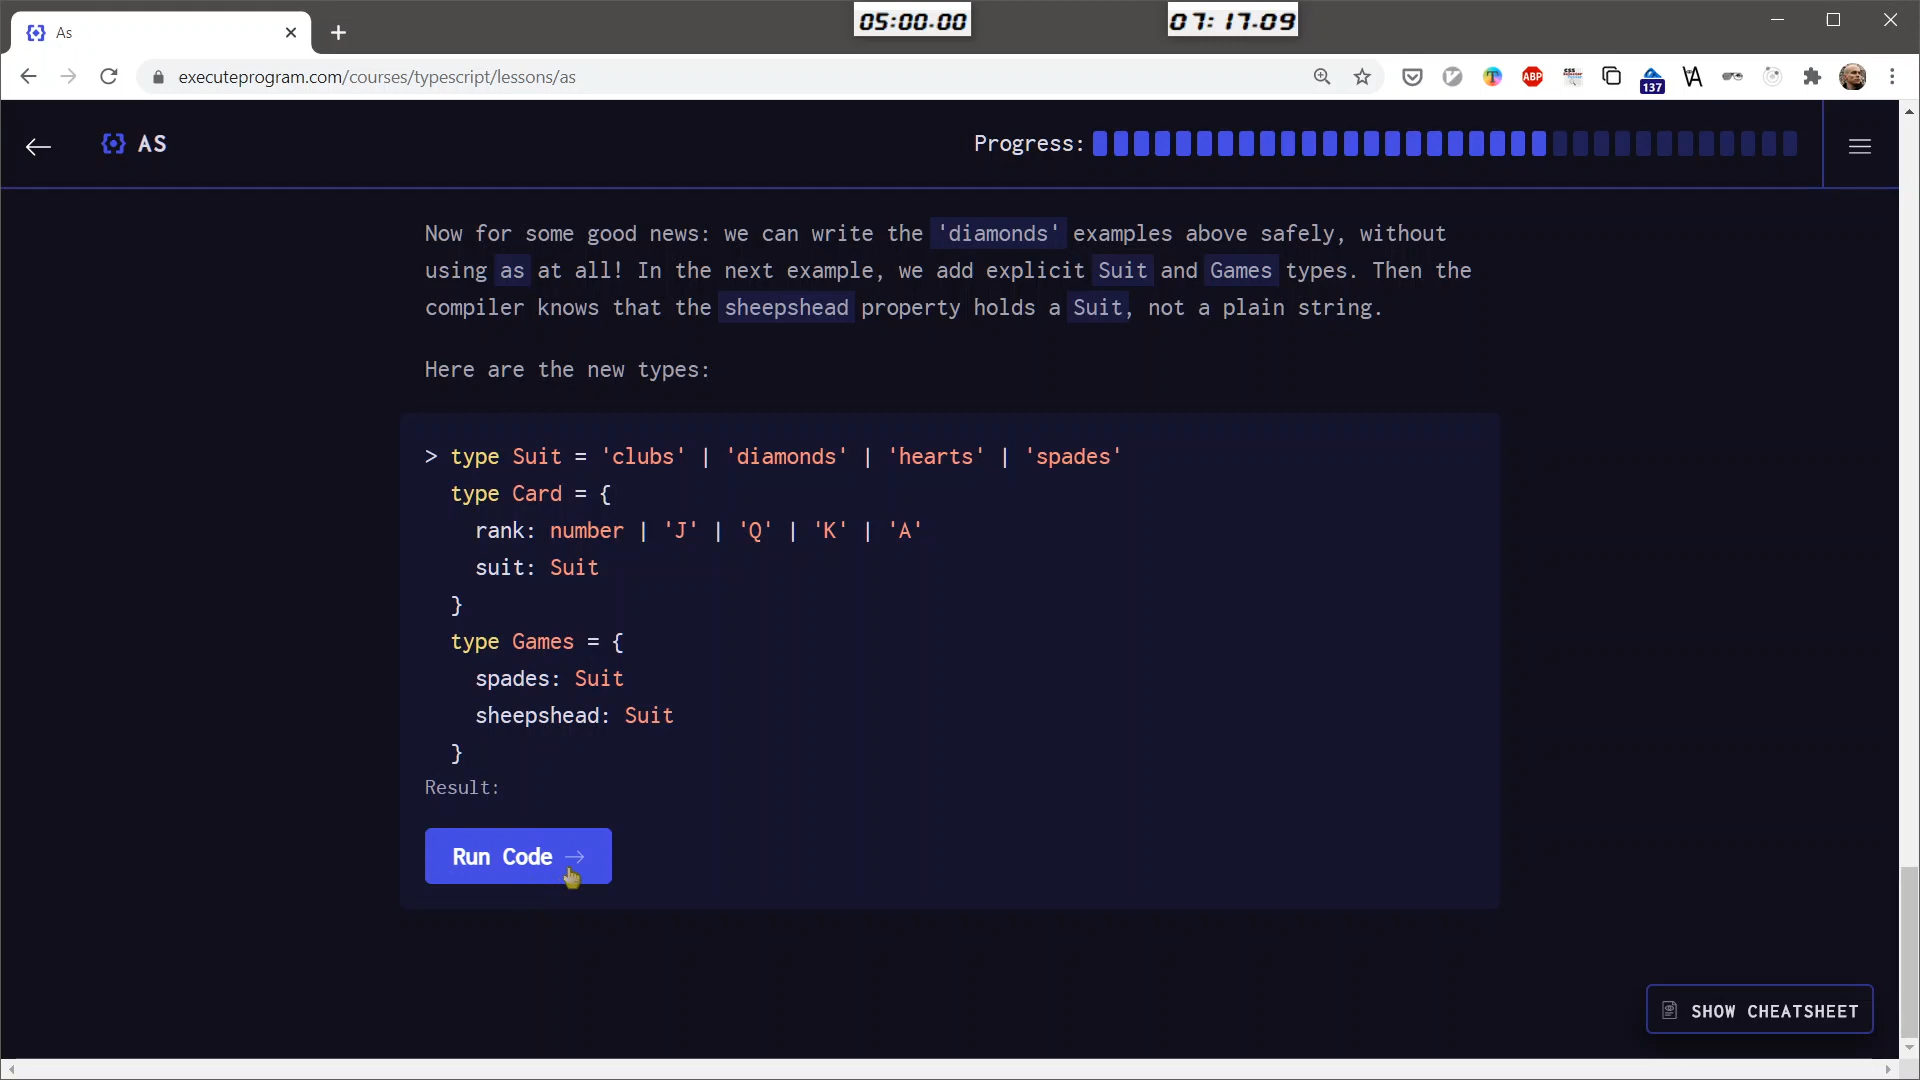 As
05:00.00
07:17.09
executeprogram.com/courses/typescript/lessons/as
ABP
137
AS
Progress:
Now for some good news: we can write the 'diamonds' examples above safely, without
using as at all! In the next example, we add explicit Suit and Games types. Then the
compiler knows that the sheepshead property holds a Suit, not a plain string.
Here are the new types:
> type Suit = 'clubs' | 'diamonds' | 'hearts' | 'spades'
type Card = {
rank: number | 'J' | 'Q' | 'K' | 'A'
suit: Suit
}
type Games = {
spades: Suit
sheepshead: Suit
}
Result:
Run Code →
SHOW CHEATSHEET